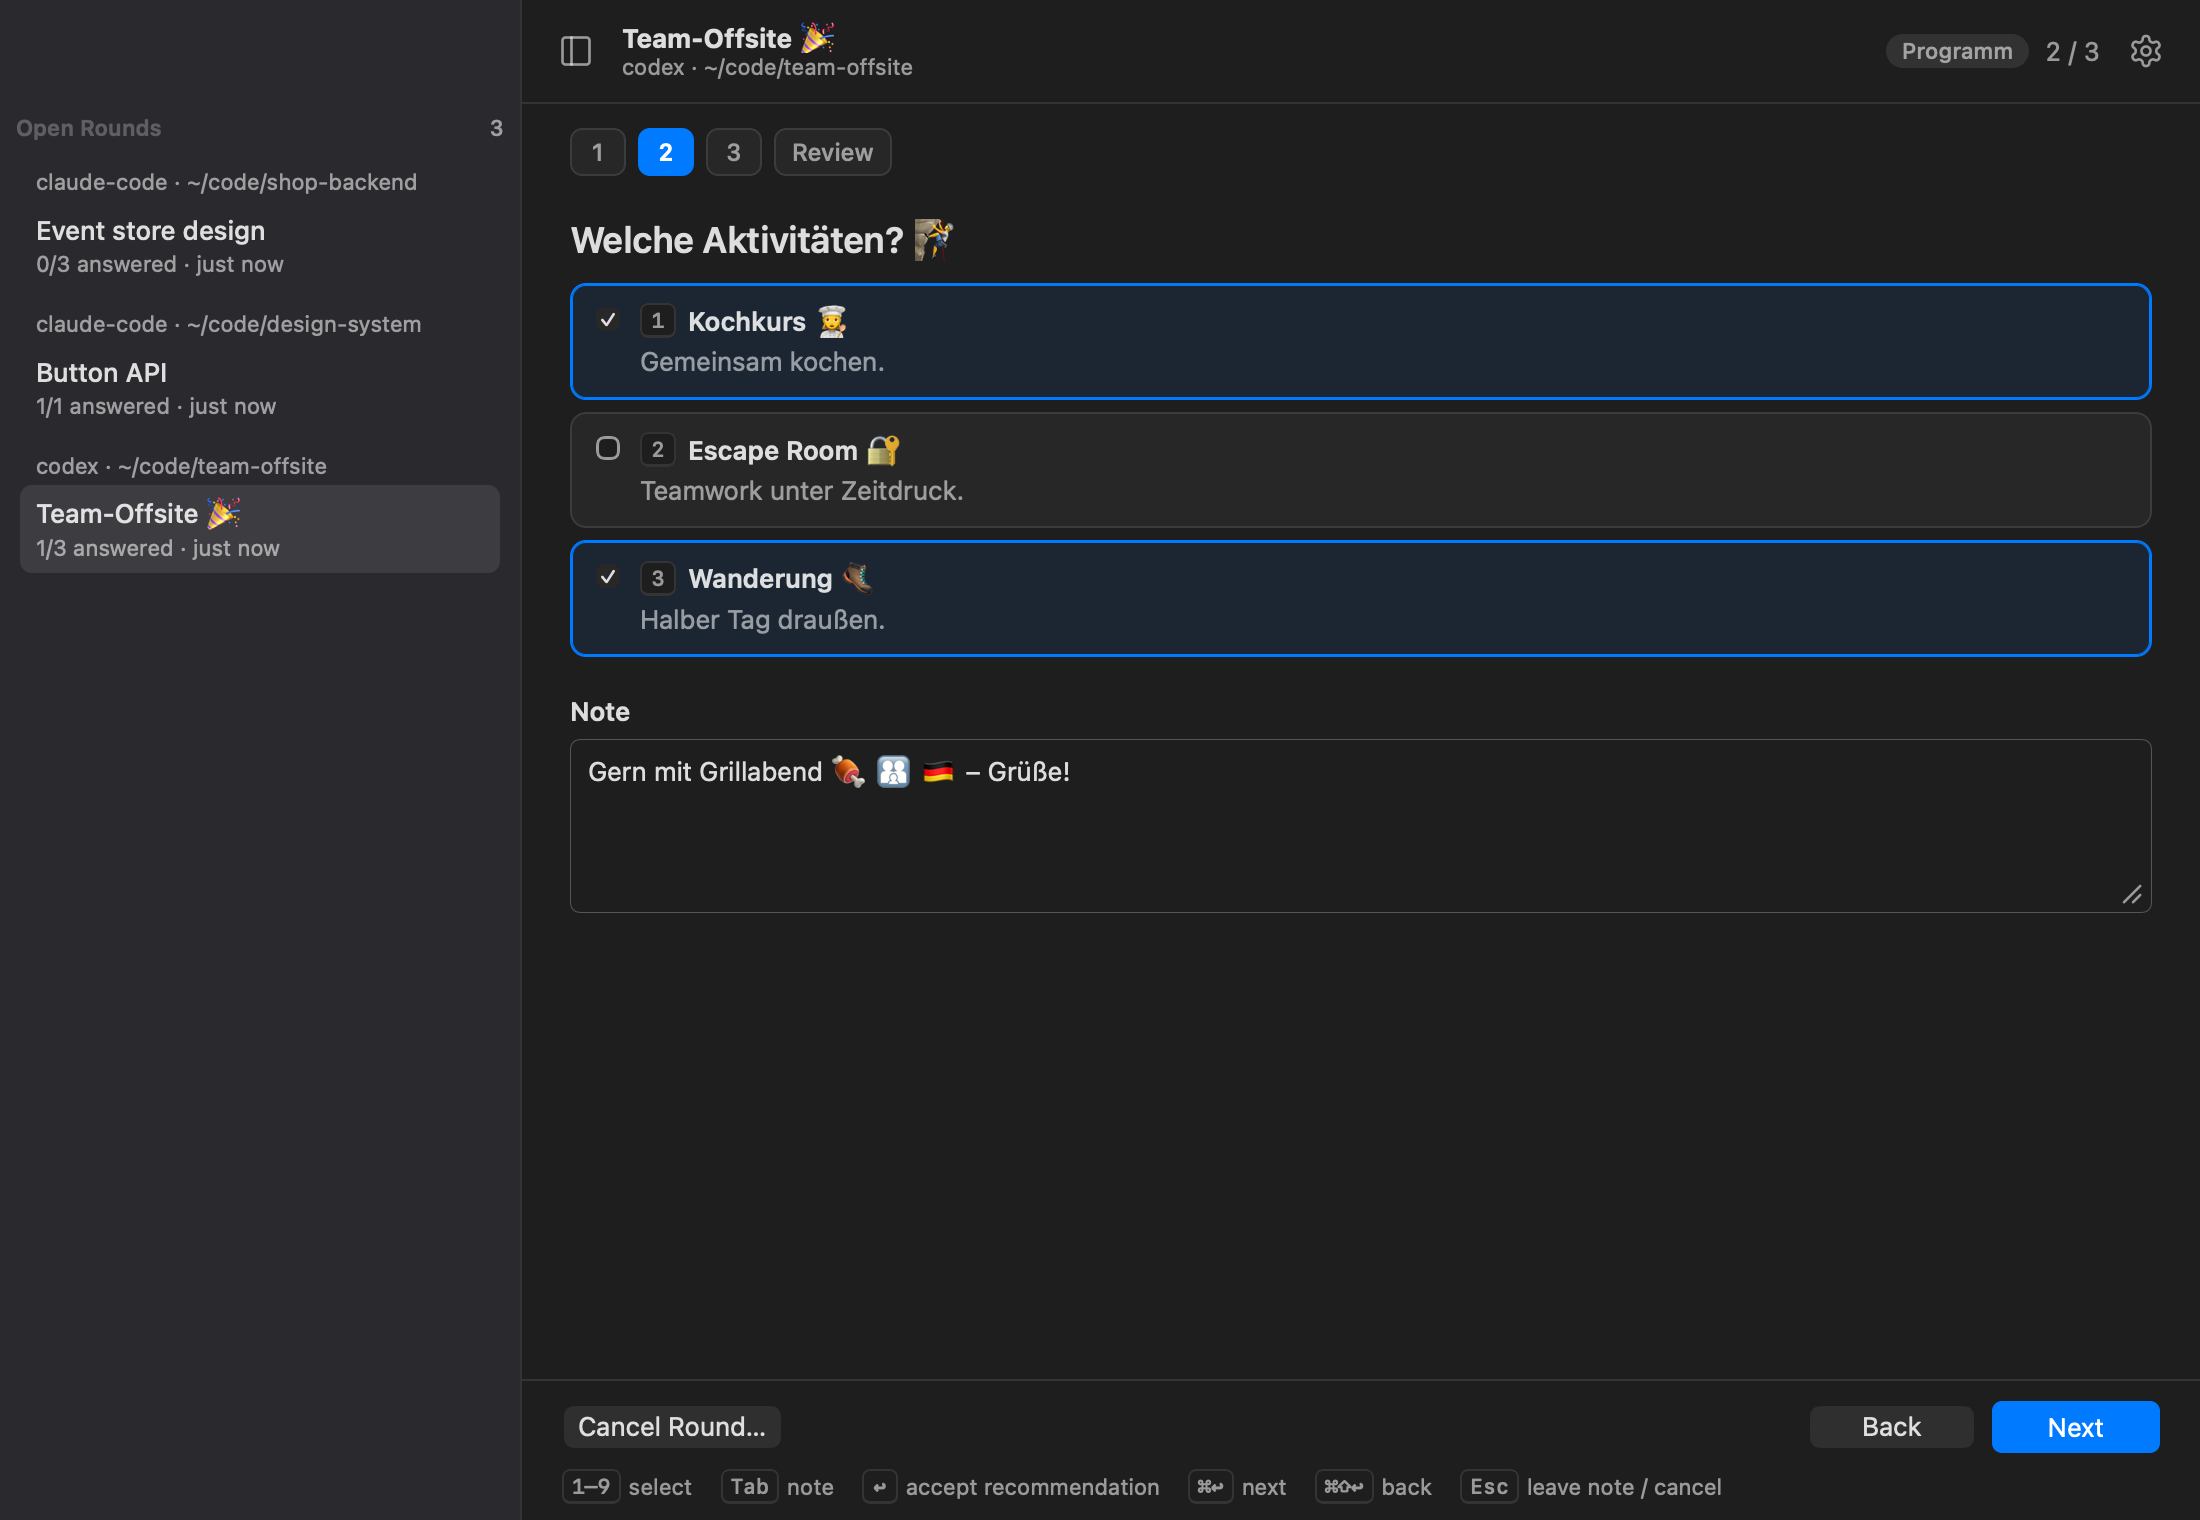 Open Rounds 3
claude-code · ~/code/shop-backend
Event store design
0/3 answered · just now
claude-code · ~/code/design-system
Button API
1/1 answered · just now
codex · ~/code/team-offsite
Team-Offsite 🎉
1/3 answered · just now
Team-Offsite 🎉
codex · ~/code/team-offsite
Programm 2 / 3
1 2 3 Review
Welche Aktivitäten? 🧗
1 Kochkurs 🧑‍🍳
Gemeinsam kochen.
2 Escape Room 🔐
Teamwork unter Zeitdruck.
3 Wanderung 🥾
Halber Tag draußen.
Note
Gern mit Grillabend 🍖 👨‍👩‍👦 🇩🇪 – Grüße!
Cancel Round…
Back
Next
1–9 select Tab note ↩ accept recommendation ⌘↩ next ⌘⇧↩ back Esc leave note / cancel